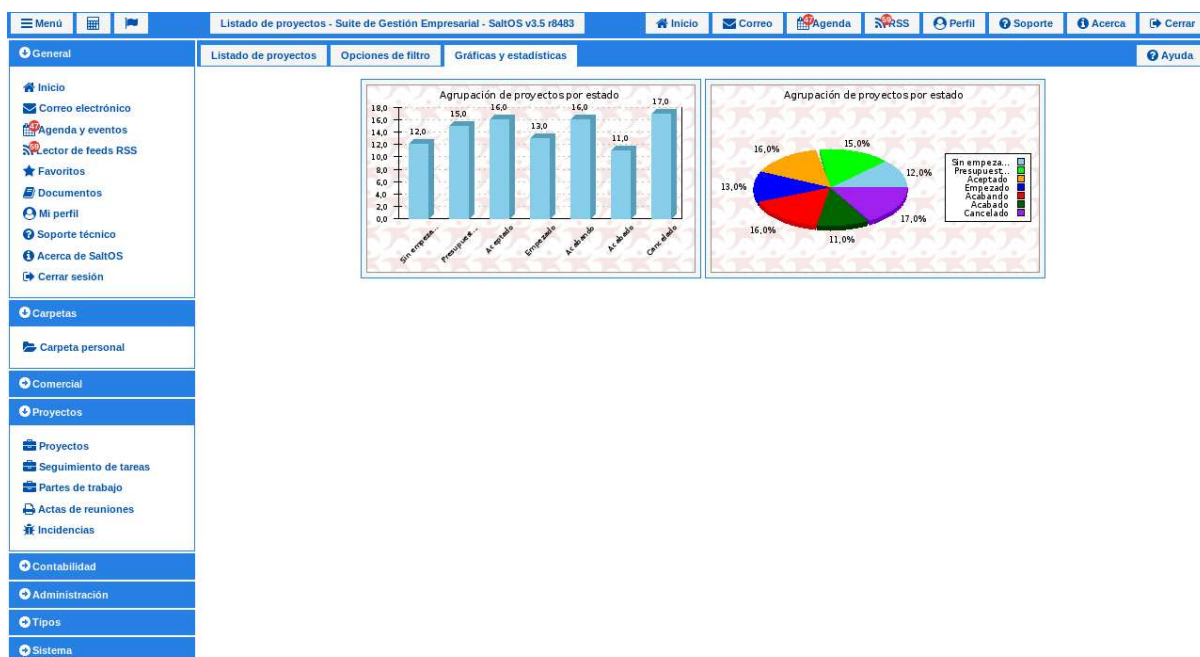 Menú
Listado de proyectos - Suite de Gestión Empresarial - SaltOS v3.5 r8483
Inicio
Correo
47
Agenda
59
RSS
Perfil
Soporte
Acerca
Cerrar
General
Inicio
Correo electrónico
47
Agenda y eventos
59
Lector de feeds RSS
Favoritos
Documentos
Mi perfil
Soporte técnico
Acerca de SaltOS
Cerrar sesión
Carpetas
Carpeta personal
Comercial
Proyectos
Proyectos
Seguimiento de tareas
Partes de trabajo
Actas de reuniones
Incidencias
Contabilidad
Administración
Tipos
Sistema
Listado de proyectos
Opciones de filtro
Gráficas y estadísticas
Ayuda
Agrupación de proyectos por estado
18,0
16,0
14,0
12,0
10,0
8,0
6,0
4,0
2,0
0,0
12,0
15,0
16,0
13,0
16,0
11,0
17,0
Sin empeza...
Presupuest...
Aceptado
Empezado
Acabando
Acabado
Cancelado
Agrupación de proyectos por estado
16,0%
15,0%
12,0%
13,0%
16,0%
11,0%
17,0%
Sin empeza...
Presupuest...
Aceptado
Empezado
Acabando
Acabado
Cancelado